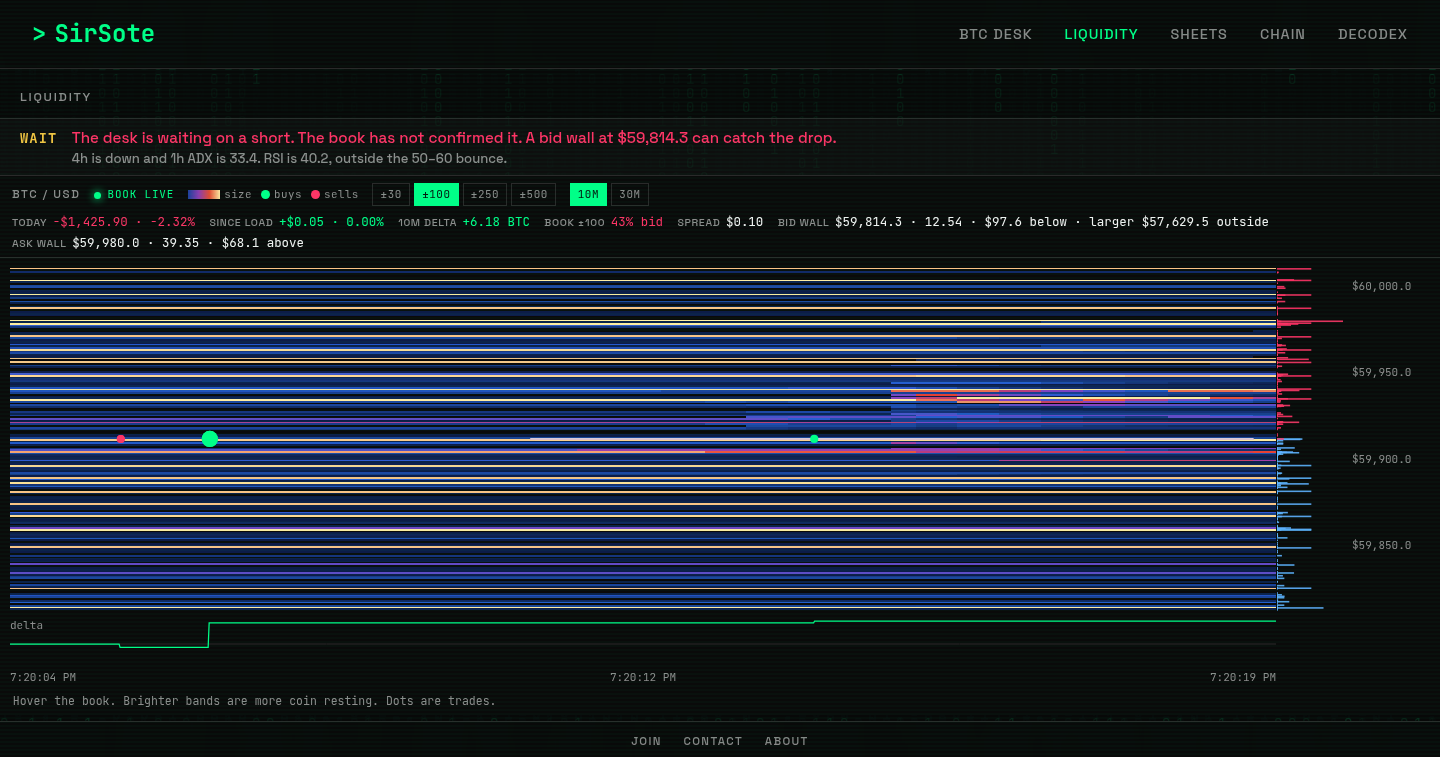 > SirSote
BTC DESK LIQUIDITY SHEETS CHAIN DECODEX
LIQUIDITY
WAIT The desk is waiting on a short. The book has not confirmed it. A bid wall at $59,814.3 can catch the drop.
4h is down and 1h ADX is 33.4. RSI is 40.2, outside the 50–60 bounce.
BTC / USD BOOK LIVE size buys sells ±30 ±100 ±250 ±500 10M 30M
TODAY -$1,425.90 · -2.32% SINCE LOAD +$0.05 · 0.00% 10M DELTA +6.18 BTC BOOK ±100 43% bid SPREAD $0.10 BID WALL $59,814.3 · 12.54 · $97.6 below · larger $57,629.5 outside
ASK WALL $59,980.0 · 39.35 · $68.1 above
$60,000.0
$59,950.0
$59,900.0
$59,850.0
delta
7:20:04 PM 7:20:12 PM 7:20:19 PM
Hover the book. Brighter bands are more coin resting. Dots are trades.
JOIN CONTACT ABOUT